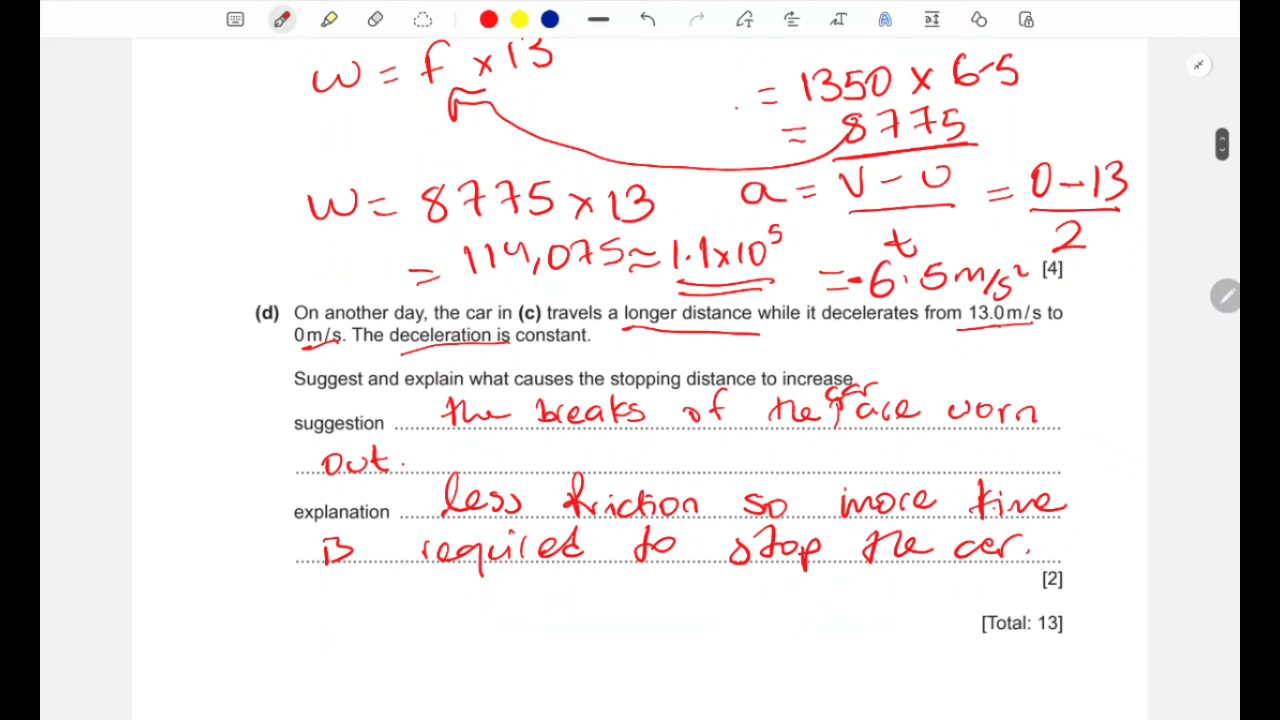 w = f x 13
= 1350 x 6.5
= 8775
w = 8775 x 13
a = v - u / t = 0 - 13 / 2
= 114,075 ≈ 1.1x10⁵
= -6.5 m/s²
[4]
(d) On another day, the car in (c) travels a longer distance while it decelerates from 13.0 m/s to
0 m/s. The deceleration is constant.
Suggest and explain what causes the stopping distance to increase.
suggestion the breaks of the car are worn
out.
explanation less friction so more time
is required to stop the car.
[2]
[Total: 13]